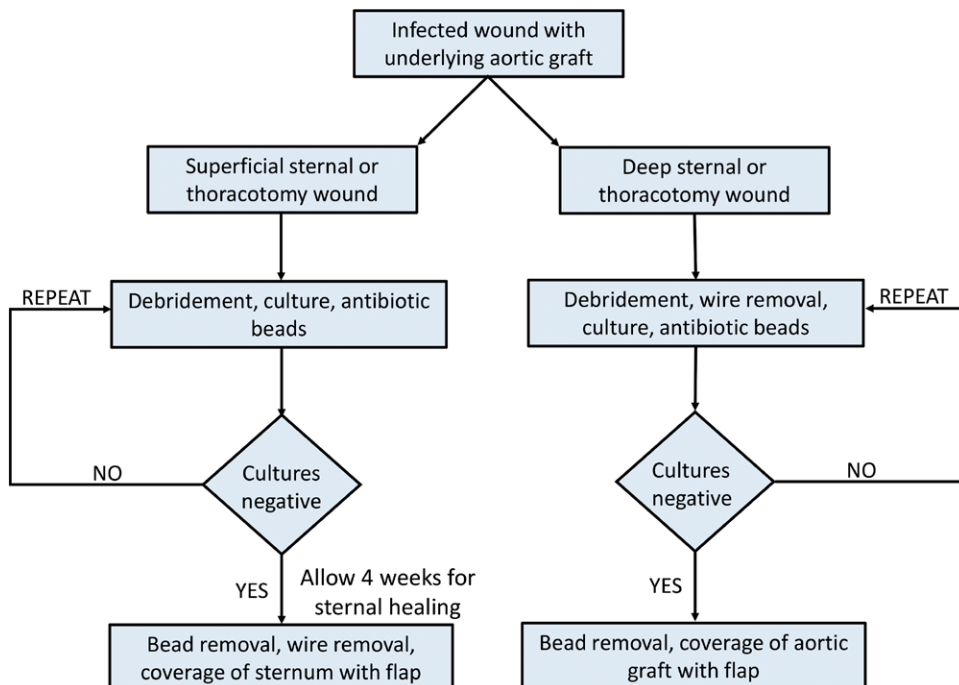 Infected wound with
underlying aortic graft
Superficial sternal or
thoracotomy wound
Deep sternal or
thoracotomy wound
REPEAT
Debridement, culture, antibiotic
beads
Debridement, wire removal,
culture, antibiotic beads
REPEAT
NO
Cultures
negative
Cultures
negative
NO
YES
Allow 4 weeks for
sternal healing
YES
Bead removal, wire removal,
coverage of sternum with flap
Bead removal, coverage of aortic
graft with flap